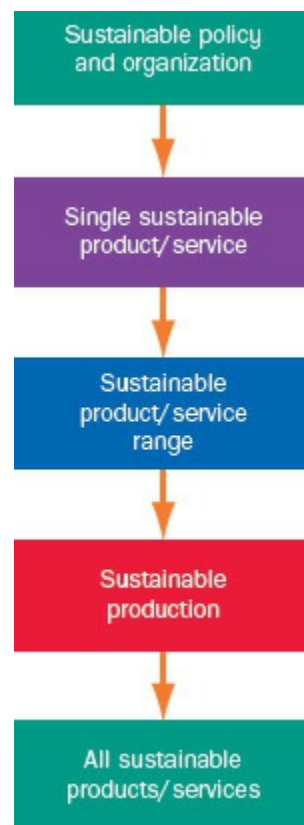 Sustainable policy
and organization
Single sustainable
product/service
Sustainable
product/service
range
Sustainable
production
All sustainable
products/services